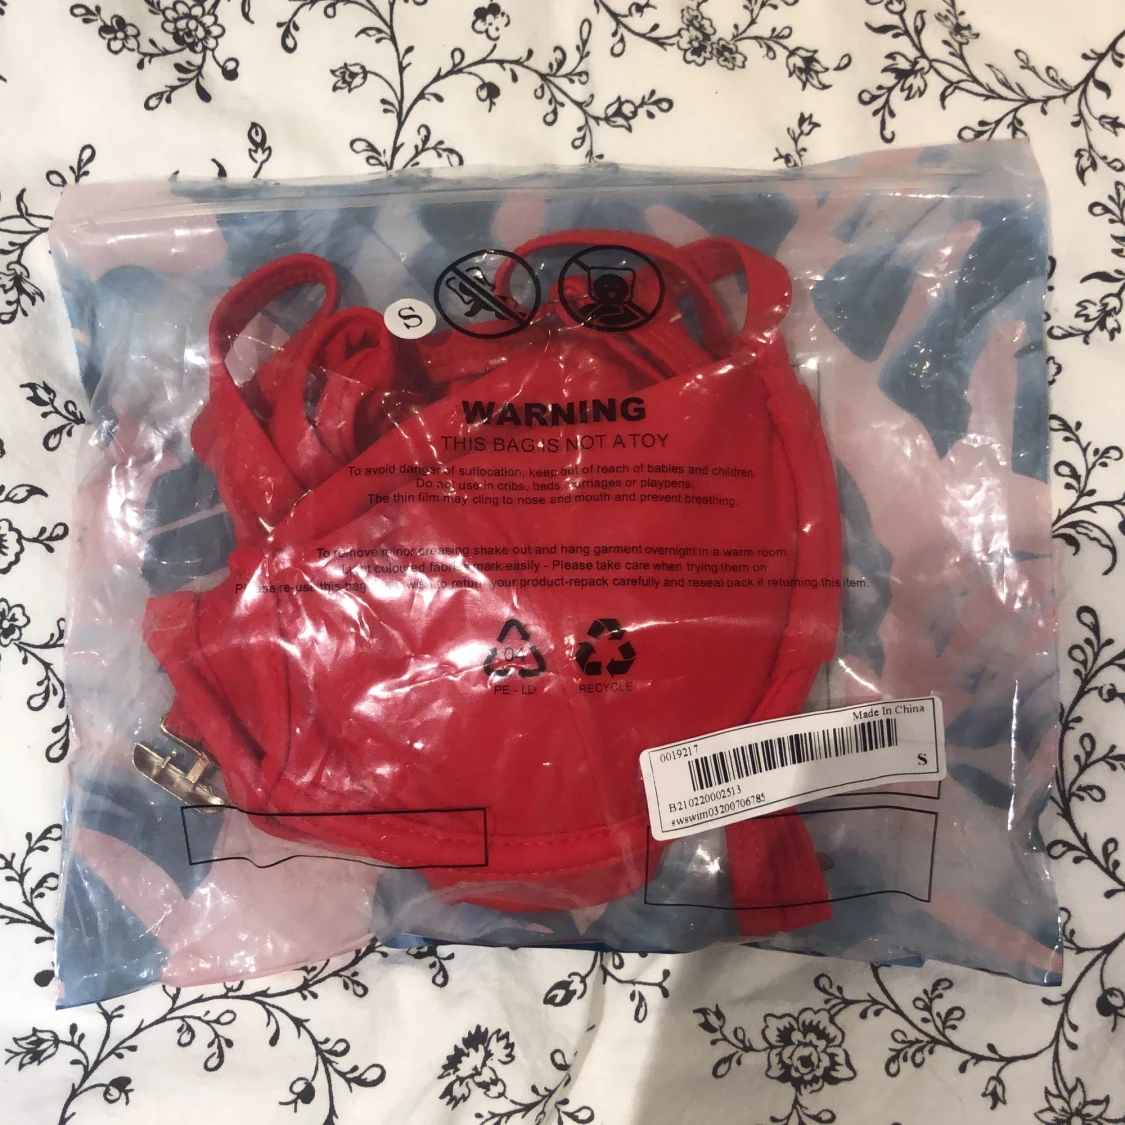 S
WARNING
THIS BAG IS NOT A TOY
To avoid danger of suffocation, keep out of reach of babies and children.
Do not use in cribs, beds, carriages or playpens.
The thin film may cling to nose and mouth and prevent breathing.
To remove minor creasing shake out and hang garment overnight in a warm room.
Light coloured fabrics mark easily - Please take care when trying them on
Please re-use this bag wish to return your product-repack carefully and reseal pack if returning this item.
04
PE-LD
RECYCLE
Made In China
0019217
S
B210220002513
swswim03200706785